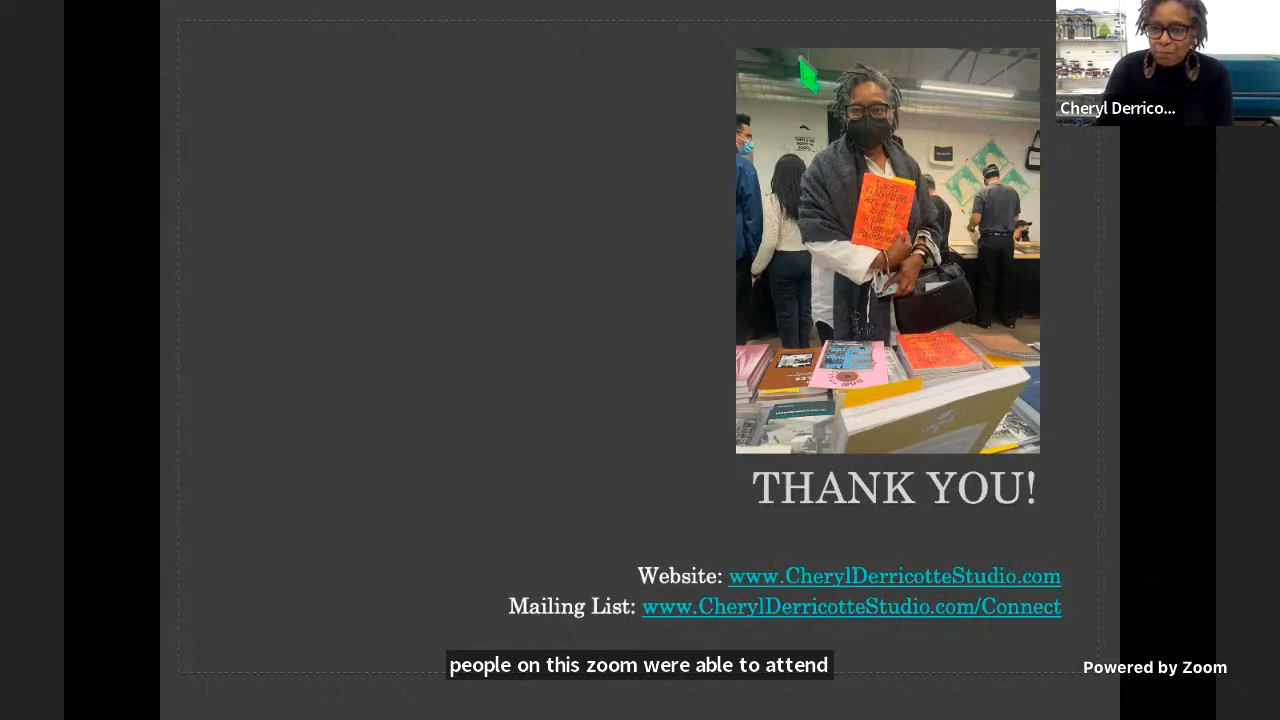 Cheryl Derrico...
THANK YOU!
Website: www.CherylDerricotteStudio.com
Mailing List: www.CherylDerricotteStudio.com/Connect
people on this zoom were able to attend
Powered by Zoom